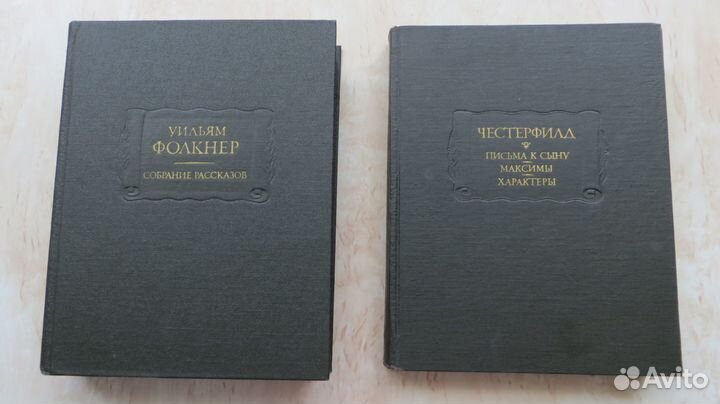 УИЛЬЯМ
ФОЛКНЕР
СОБРАНИЕ РАССКАЗОВ
ЧЕСТЕРФИЛД
ПИСЬМА К СЫНУ
МАКСИМЫ
ХАРАКТЕРЫ
Avito